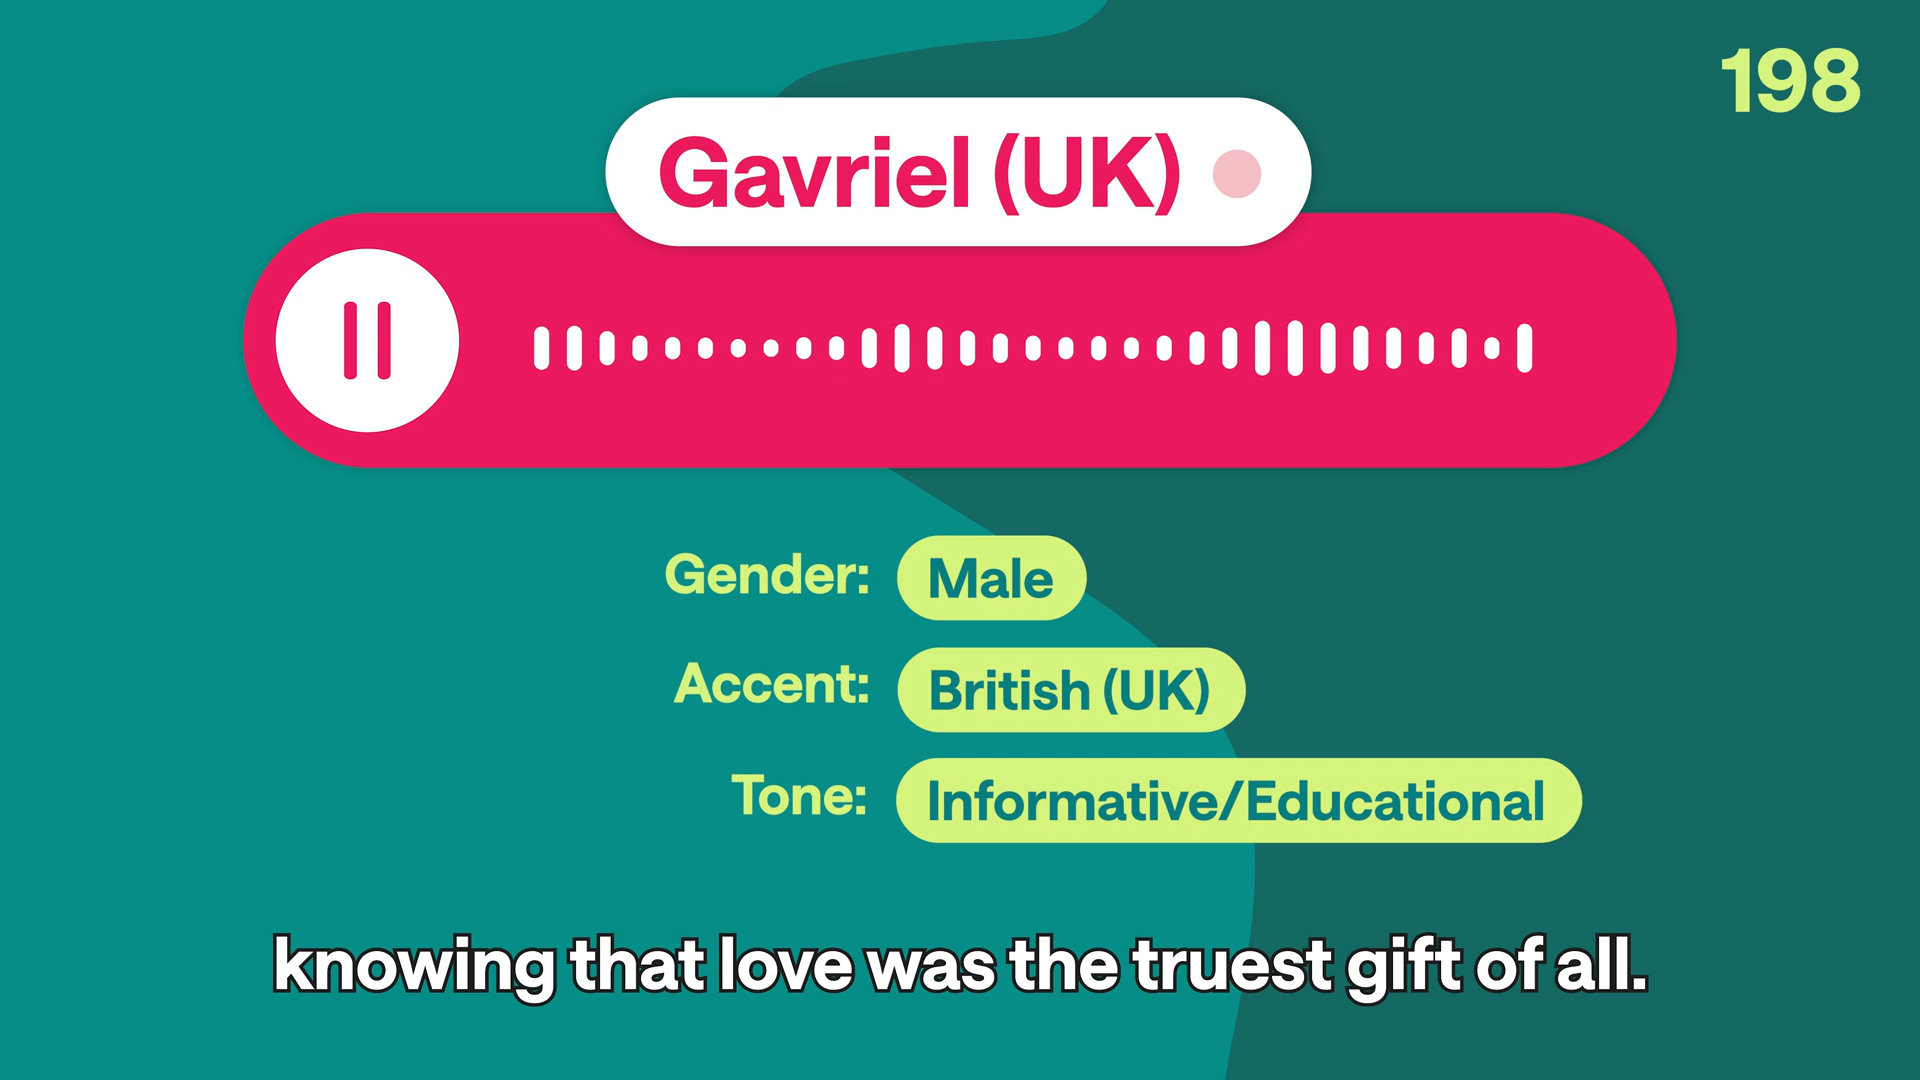 198
Gavriel (UK)
Gender: Male
Accent: British (UK)
Tone: Informative/Educational
knowing that love was the truest gift of all.